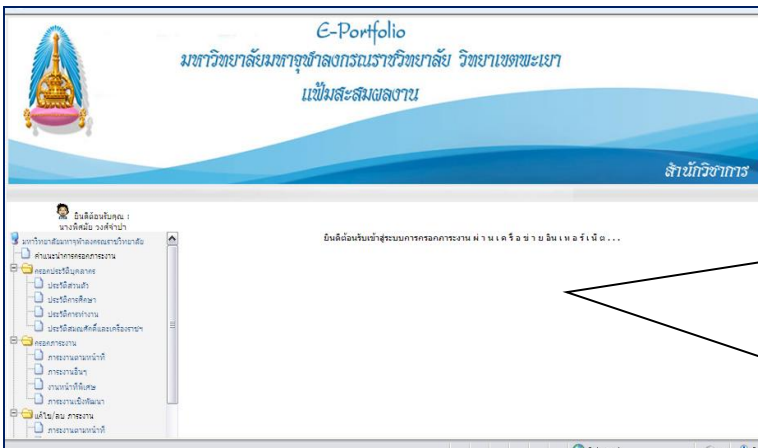 E-Portfolio
มหาวิทยาลัยมหาจุฬาลงกรณราชวิทยาลัย วิทยาเขตพะเยา
แฟ้มสะสมผลงาน
สำนักวิชาการ
ยินดีต้อนรับคุณ :
นางพิศมัย วงศ์จำปา
มหาวิทยาลัยมหาจุฬาลงกรณราชวิทยาลัย
คำแนะนำการกรอกภาระงาน
กรอกประวัติบุคลากร
ประวัติส่วนตัว
ประวัติการศึกษา
ประวัติการทำงาน
ประวัติสมณศักดิ์และเครื่องราชฯ
กรอกภาระงาน
ภาระงานตามหน้าที่
ภาระงานอื่นๆ
งานหน้าที่พิเศษ
ภาระงานเชิงพัฒนา
แก้ไข/ลบ ภาระงาน
ภาระงานตามหน้าที่
ยินดีต้อนรับเข้าสู่ระบบการกรอกภาระงาน ผ่ า น เ ค รื อ ข่ า ย อิ น เ ท อ ร์ เ น็ ต . . .